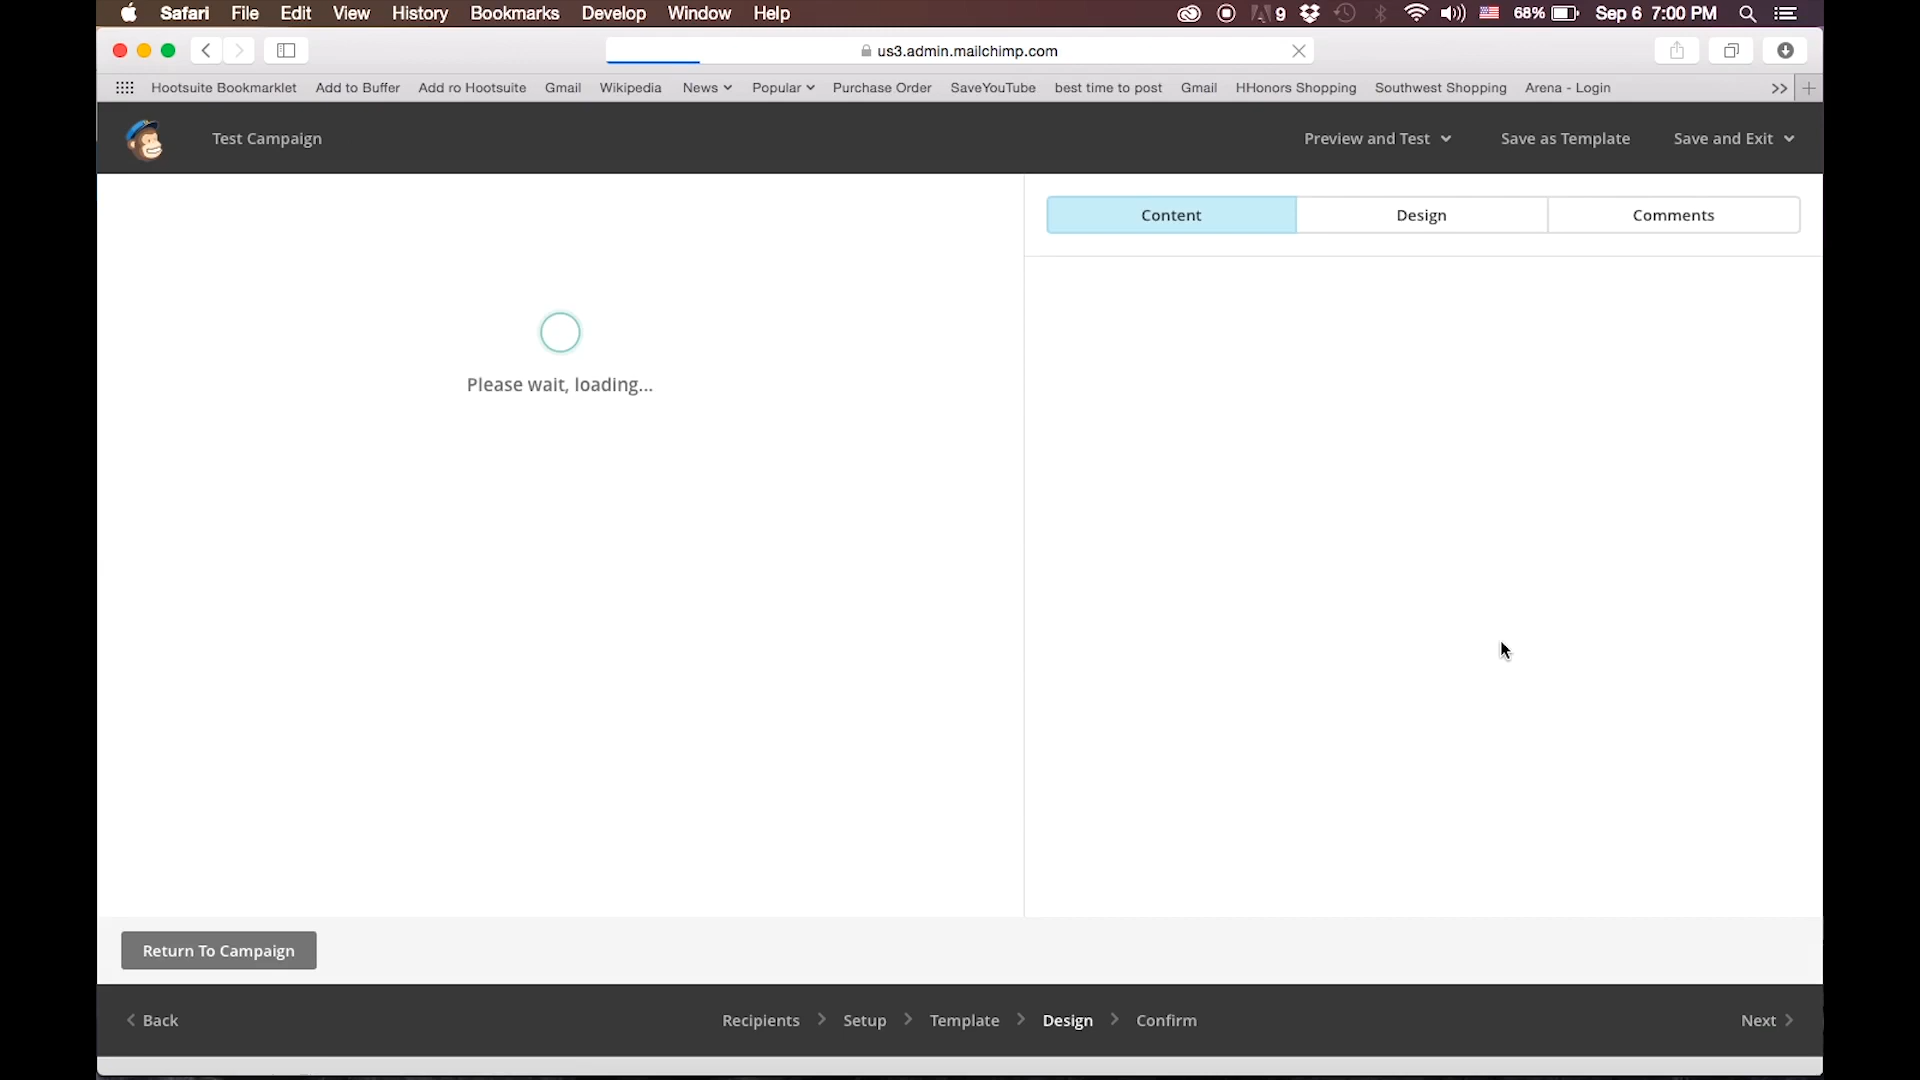 Safari File Edit View History Bookmarks Develop Window Help 9 68% Sep 6 7:00 PM
us3.admin.mailchimp.com
Hootsuite Bookmarklet Add to Buffer Add ro Hootsuite Gmail Wikipedia News Popular Purchase Order SaveYouTube best time to post Gmail HHonors Shopping Southwest Shopping Arena - Login >> +
Test Campaign Preview and Test Save as Template Save and Exit
Content Design Comments
Please wait, loading...
Return To Campaign
Back Recipients Setup Template Design Confirm Next